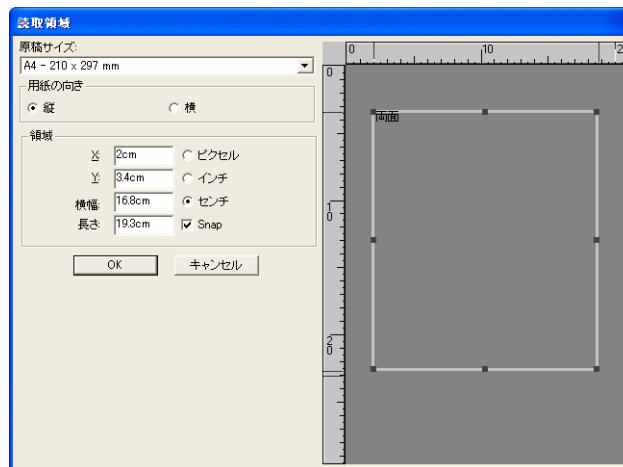 読取領域
原稿サイズ:
A4 - 210 x 297 mm
用紙の向き
縦
横
領域
X: 2cm ピクセル
Y: 3.4cm インチ
横幅: 16.8cm センチ
長さ: 19.3cm Snap
OK キャンセル
0 10 2
0
両面
10
20